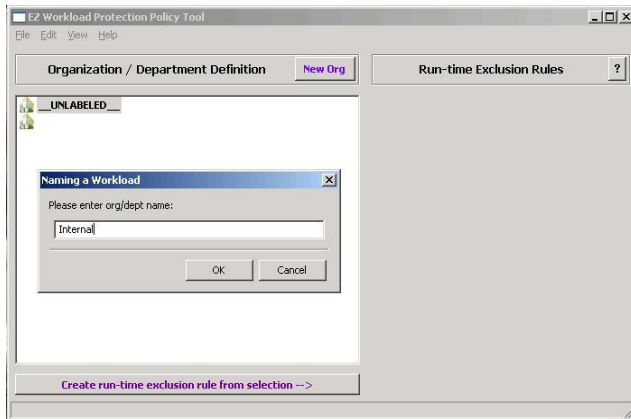 EZ Workload Protection Policy Tool
File Edit View Help
Organization / Department Definition New Org Run-time Exclusion Rules ?
__UNLABELED__
Naming a Workload
Please enter org/dept name:
Internal
OK Cancel
Create run-time exclusion rule from selection -->